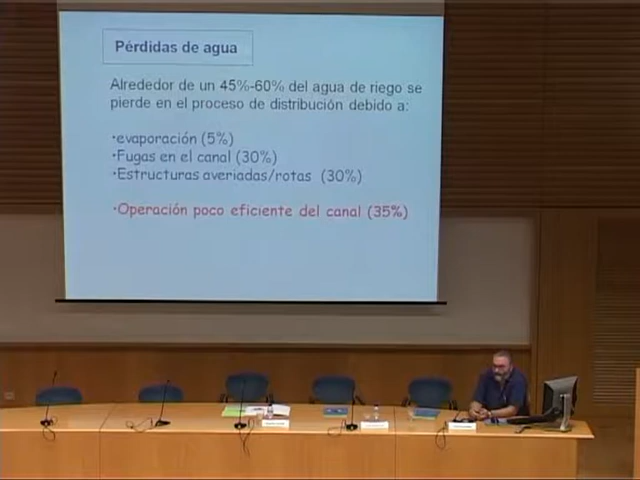 Pérdidas de agua
Alrededor de un 45%-60% del agua de riego se
pierde en el proceso de distribución debido a:
·evaporación (5%)
·Fugas en el canal (30%)
·Estructuras averiadas/rotas (30%)
·Operación poco eficiente del canal (35%)